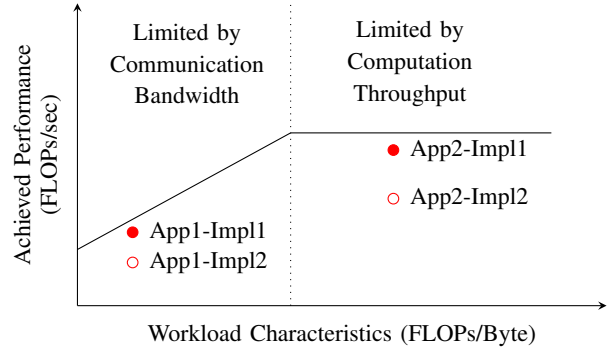 Limited by
Communication
Bandwidth
Limited by
Computation
Throughput
Achieved Performance
(FLOPs/sec)
App2-Impl1
App2-Impl2
App1-Impl1
App1-Impl2
Workload Characteristics (FLOPs/Byte)